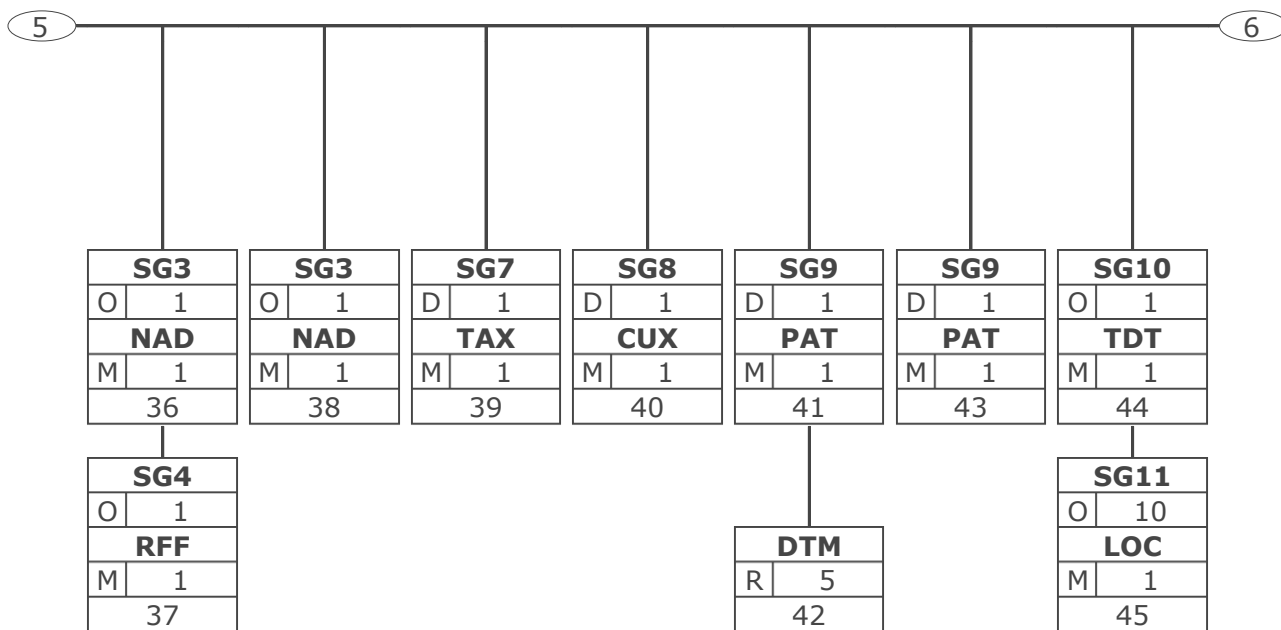 5 6
SG3 SG3 SG7 SG8 SG9 SG9 SG10
O 1 O 1 D 1 D 1 D 1 D 1 O 1
NAD NAD TAX CUX PAT PAT TDT
M 1 M 1 M 1 M 1 M 1 M 1 M 1
36 38 39 40 41 43 44
SG4 SG11
O 1 O 10
RFF DTM LOC
M 1 R 5 M 1
37 42 45